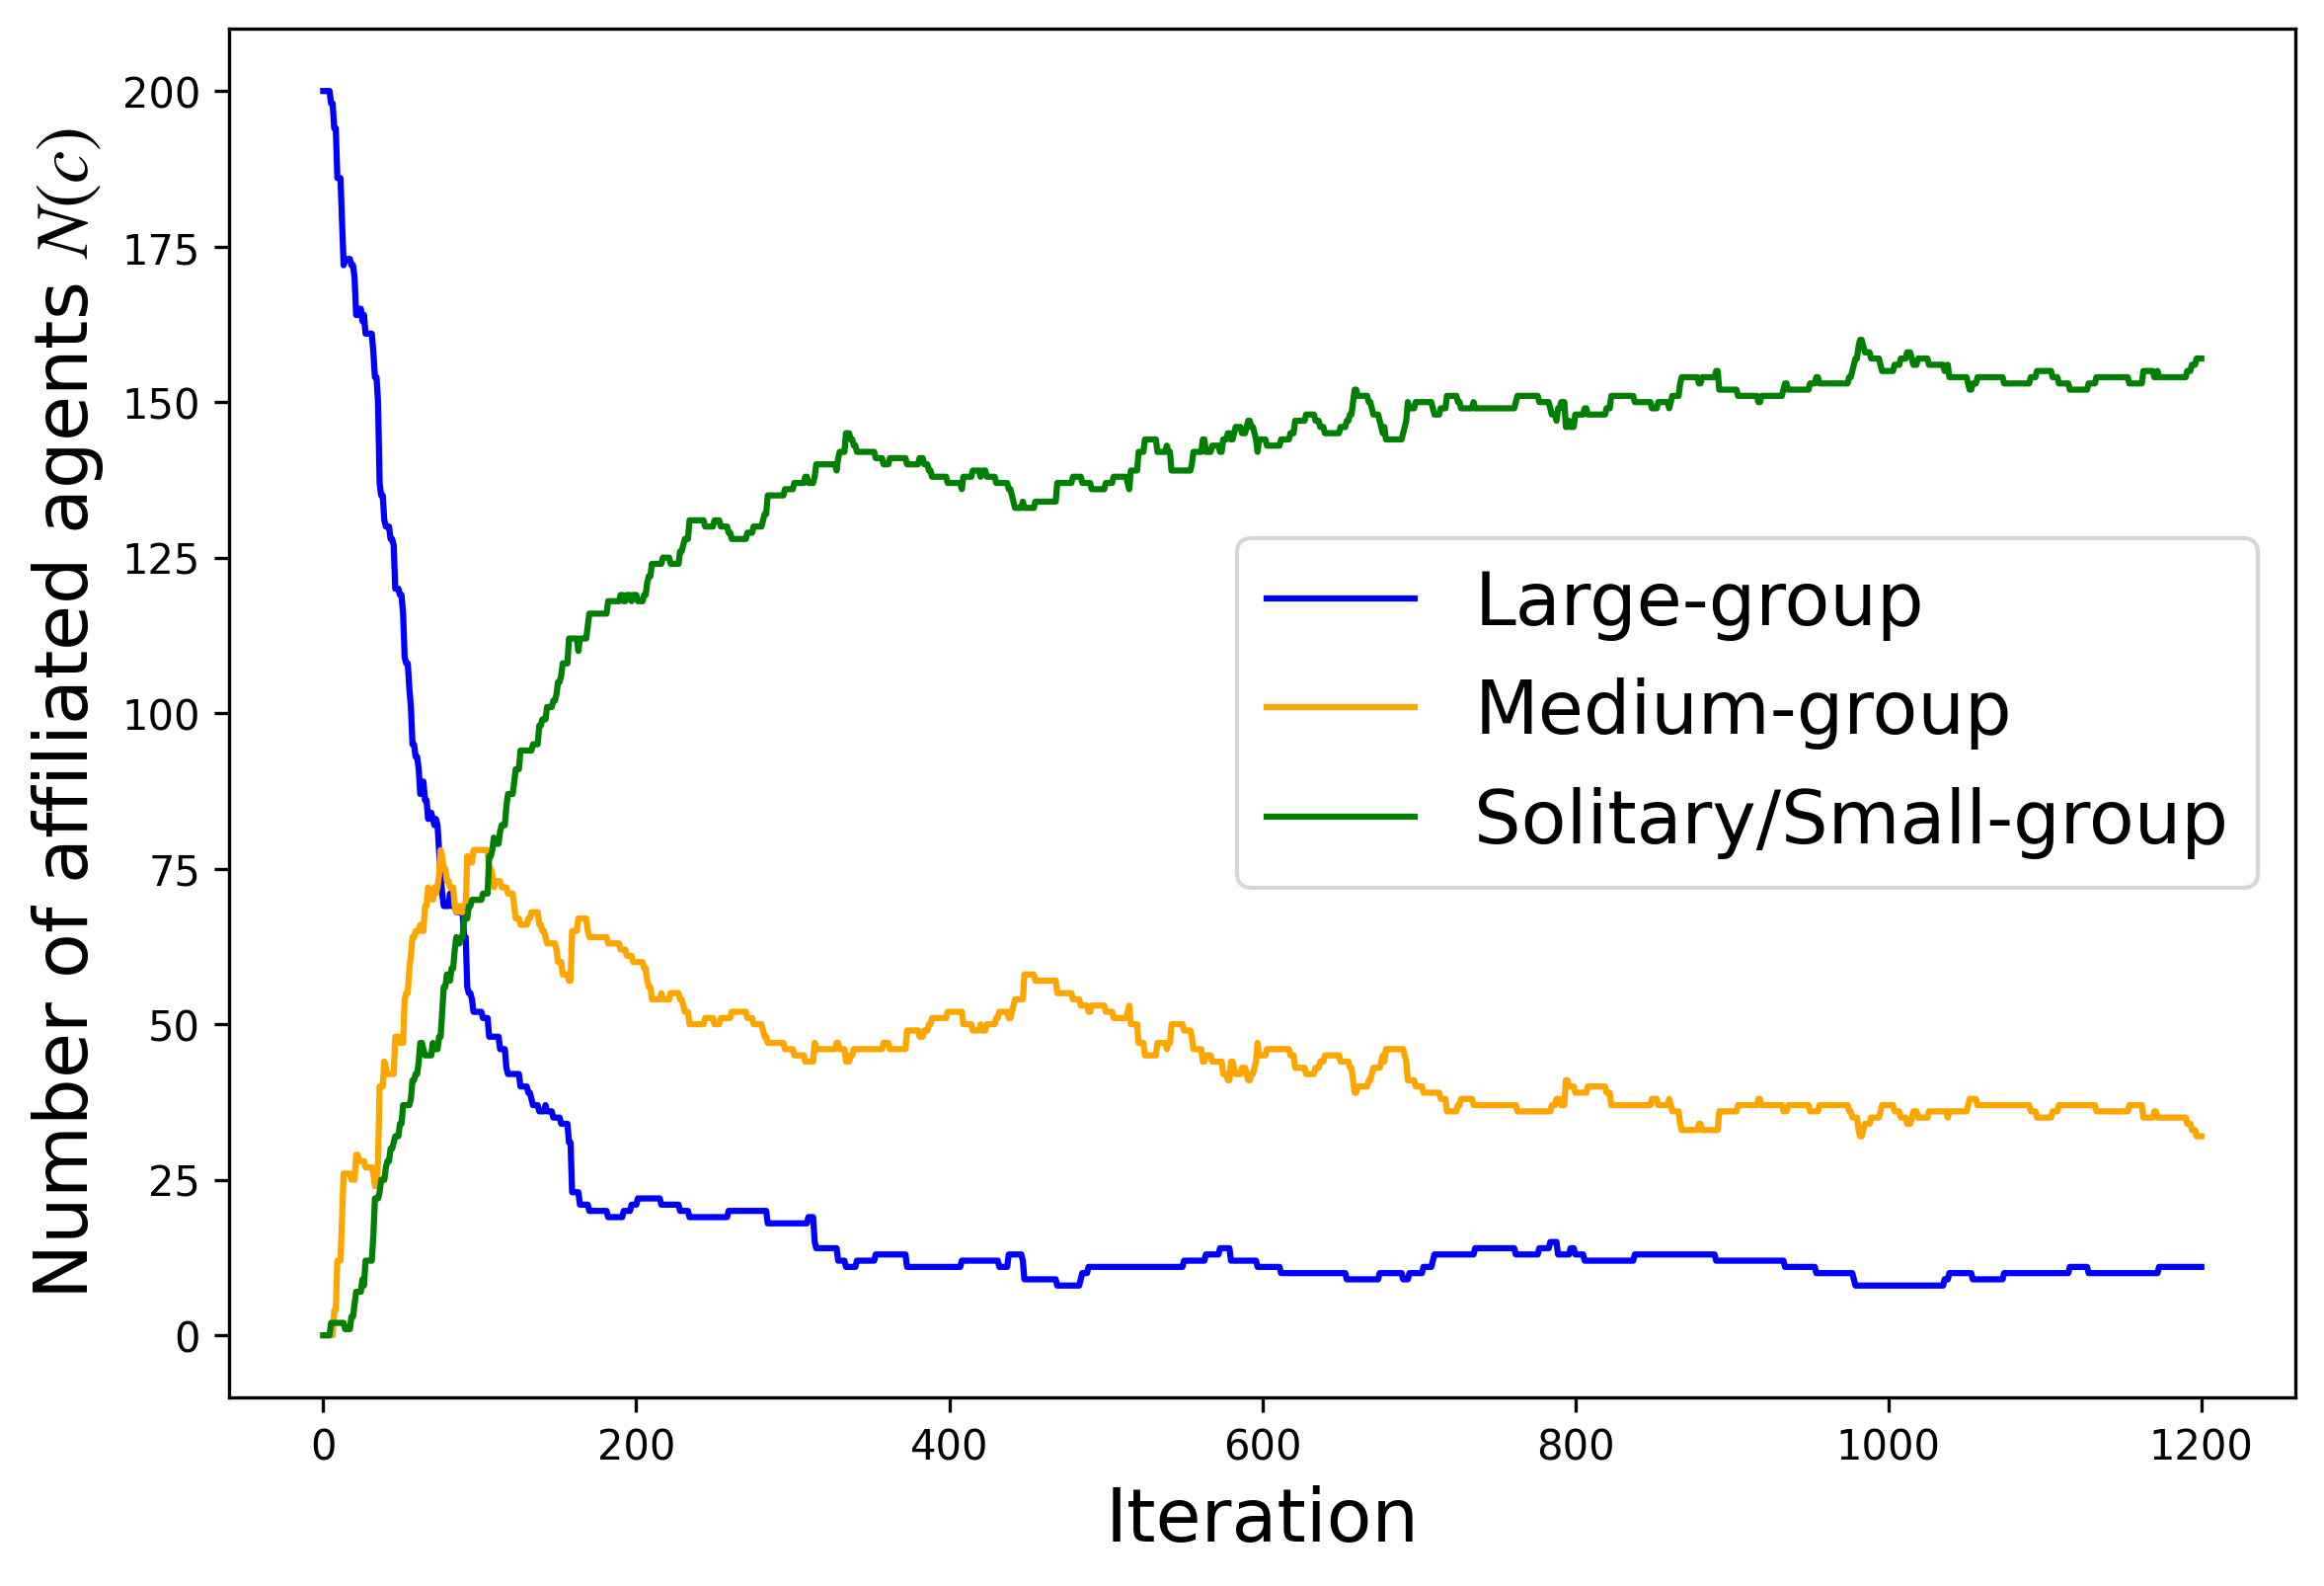 Number of affiliated agents N(c)
200
175
150
125
100
75
50
25
0
Large-group
Medium-group
Solitary/Small-group
0 200 400 600 800 1000 1200
Iteration